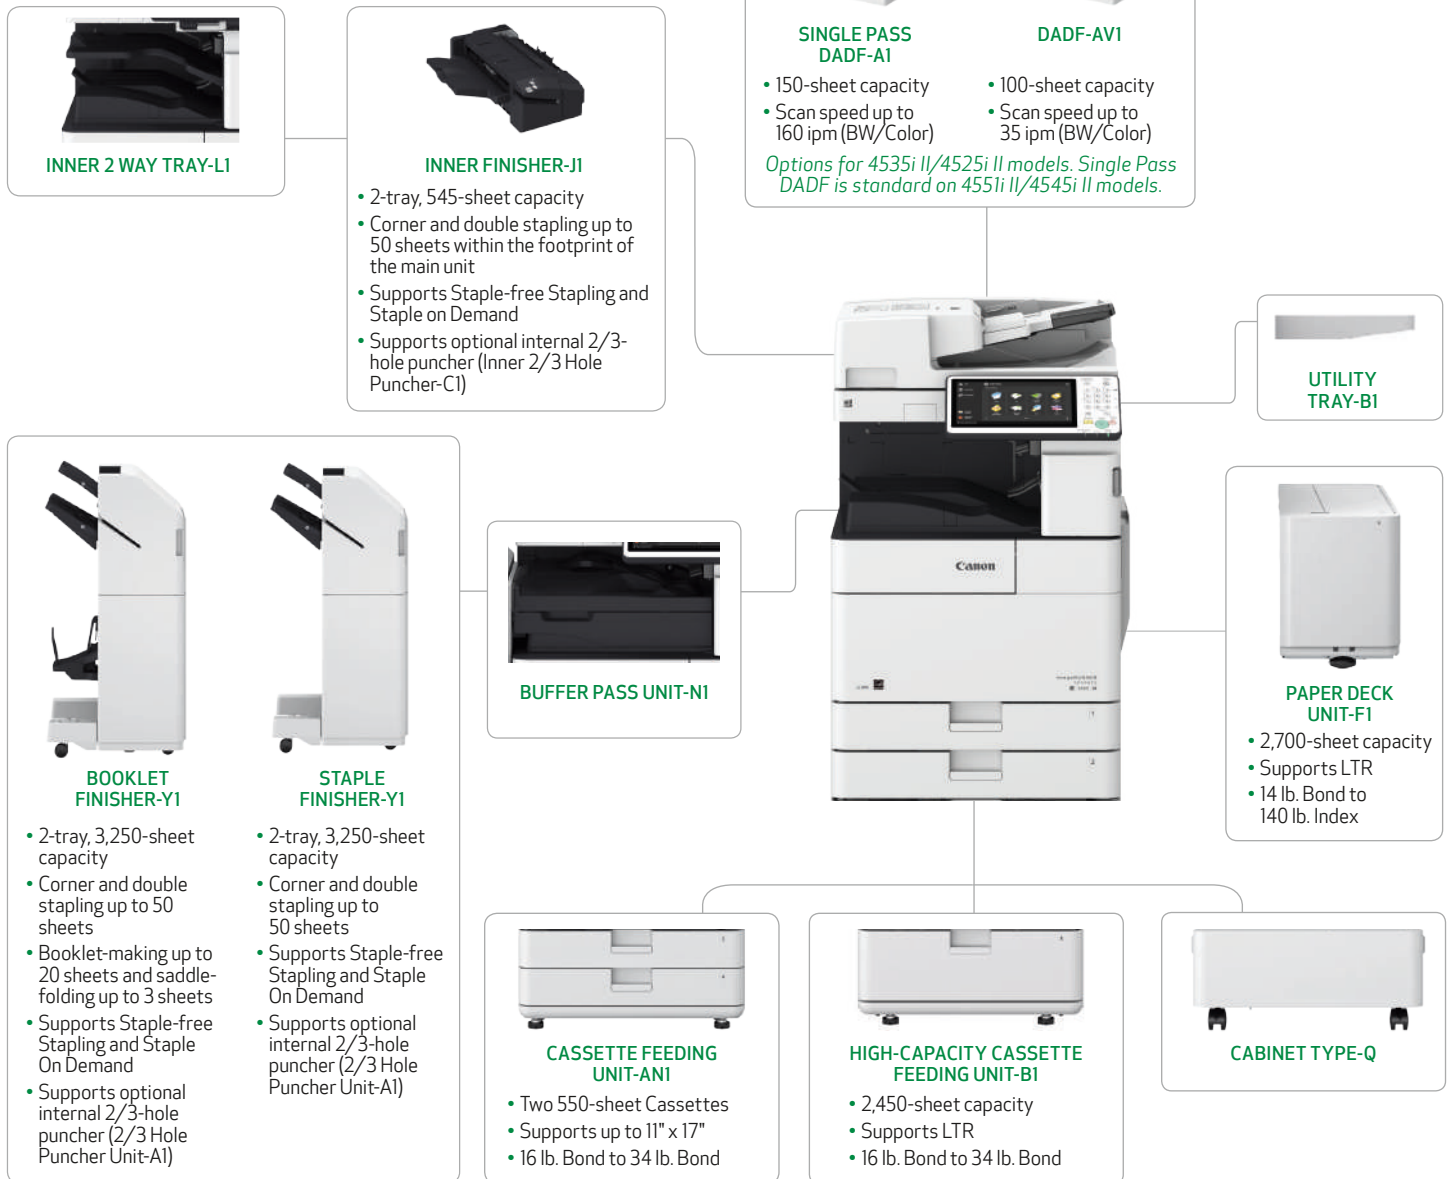 SINGLE PASS
DADF-A1
• 150-sheet capacity
• Scan speed up to
160 ipm (BW/Color)
DADF-AV1
• 100-sheet capacity
• Scan speed up to
35 ipm (BW/Color)
Options for 4535i II/4525i II models. Single Pass
DADF is standard on 4551i II/4545i II models.
INNER 2 WAY TRAY-L1
INNER FINISHER-J1
• 2-tray, 545-sheet capacity
• Corner and double stapling up to
50 sheets within the footprint of
the main unit
• Supports Staple-free Stapling and
Staple on Demand
• Supports optional internal 2/3-
hole puncher (Inner 2/3 Hole
Puncher-C1)
UTILITY
TRAY-B1
Canon
BUFFER PASS UNIT-N1
PAPER DECK
UNIT-F1
• 2,700-sheet capacity
• Supports LTR
• 14 lb. Bond to
140 lb. Index
BOOKLET
FINISHER-Y1
• 2-tray, 3,250-sheet
capacity
• Corner and double
stapling up to 50
sheets
• Booklet-making up to
20 sheets and saddle-
folding up to 3 sheets
• Supports Staple-free
Stapling and Staple
On Demand
• Supports optional
internal 2/3-hole
puncher (2/3 Hole
Puncher Unit-A1)
STAPLE
FINISHER-Y1
• 2-tray, 3,250-sheet
capacity
• Corner and double
stapling up to
50 sheets
• Supports Staple-free
Stapling and Staple
On Demand
• Supports optional
internal 2/3-hole
puncher (2/3 Hole
Puncher Unit-A1)
CASSETTE FEEDING
UNIT-AN1
• Two 550-sheet Cassettes
• Supports up to 11" x 17"
• 16 lb. Bond to 34 lb. Bond
HIGH-CAPACITY CASSETTE
FEEDING UNIT-B1
• 2,450-sheet capacity
• Supports LTR
• 16 lb. Bond to 34 lb. Bond
CABINET TYPE-Q